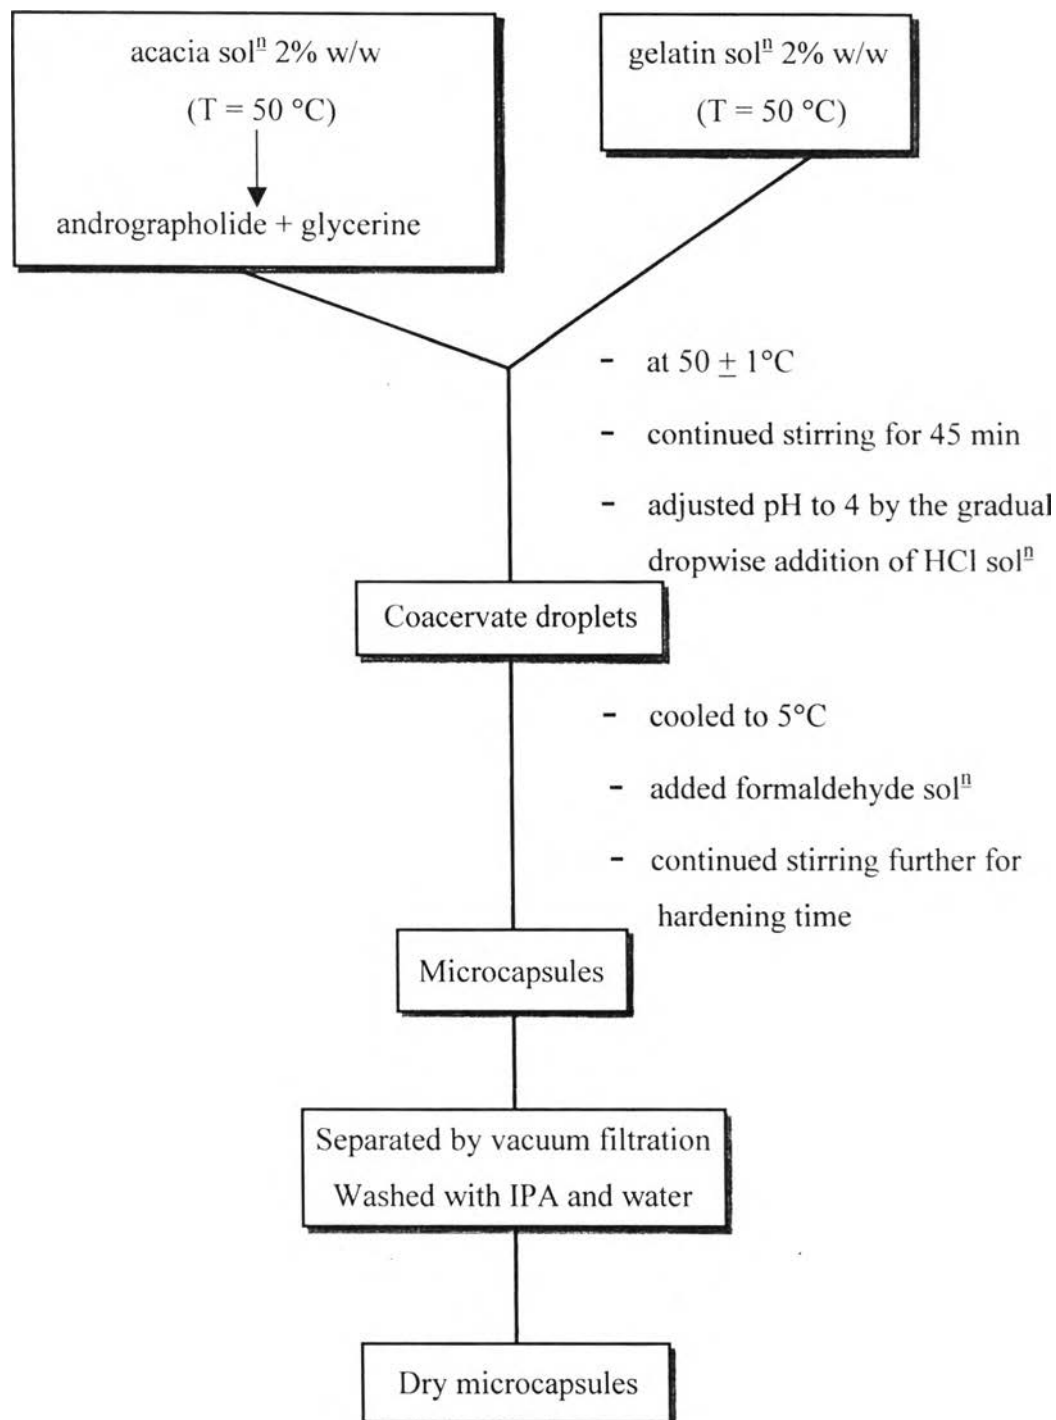 acacia solⁿ 2% w/w
(T = 50 °C)
andrographolide + glycerine
gelatin solⁿ 2% w/w
(T = 50 °C)
- at 50 ± 1°C
- continued stirring for 45 min
- adjusted pH to 4 by the gradual
dropwise addition of HCl solⁿ
Coacervate droplets
- cooled to 5°C
- added formaldehyde solⁿ
- continued stirring further for
hardening time
Microcapsules
Separated by vacuum filtration
Washed with IPA and water
Dry microcapsules